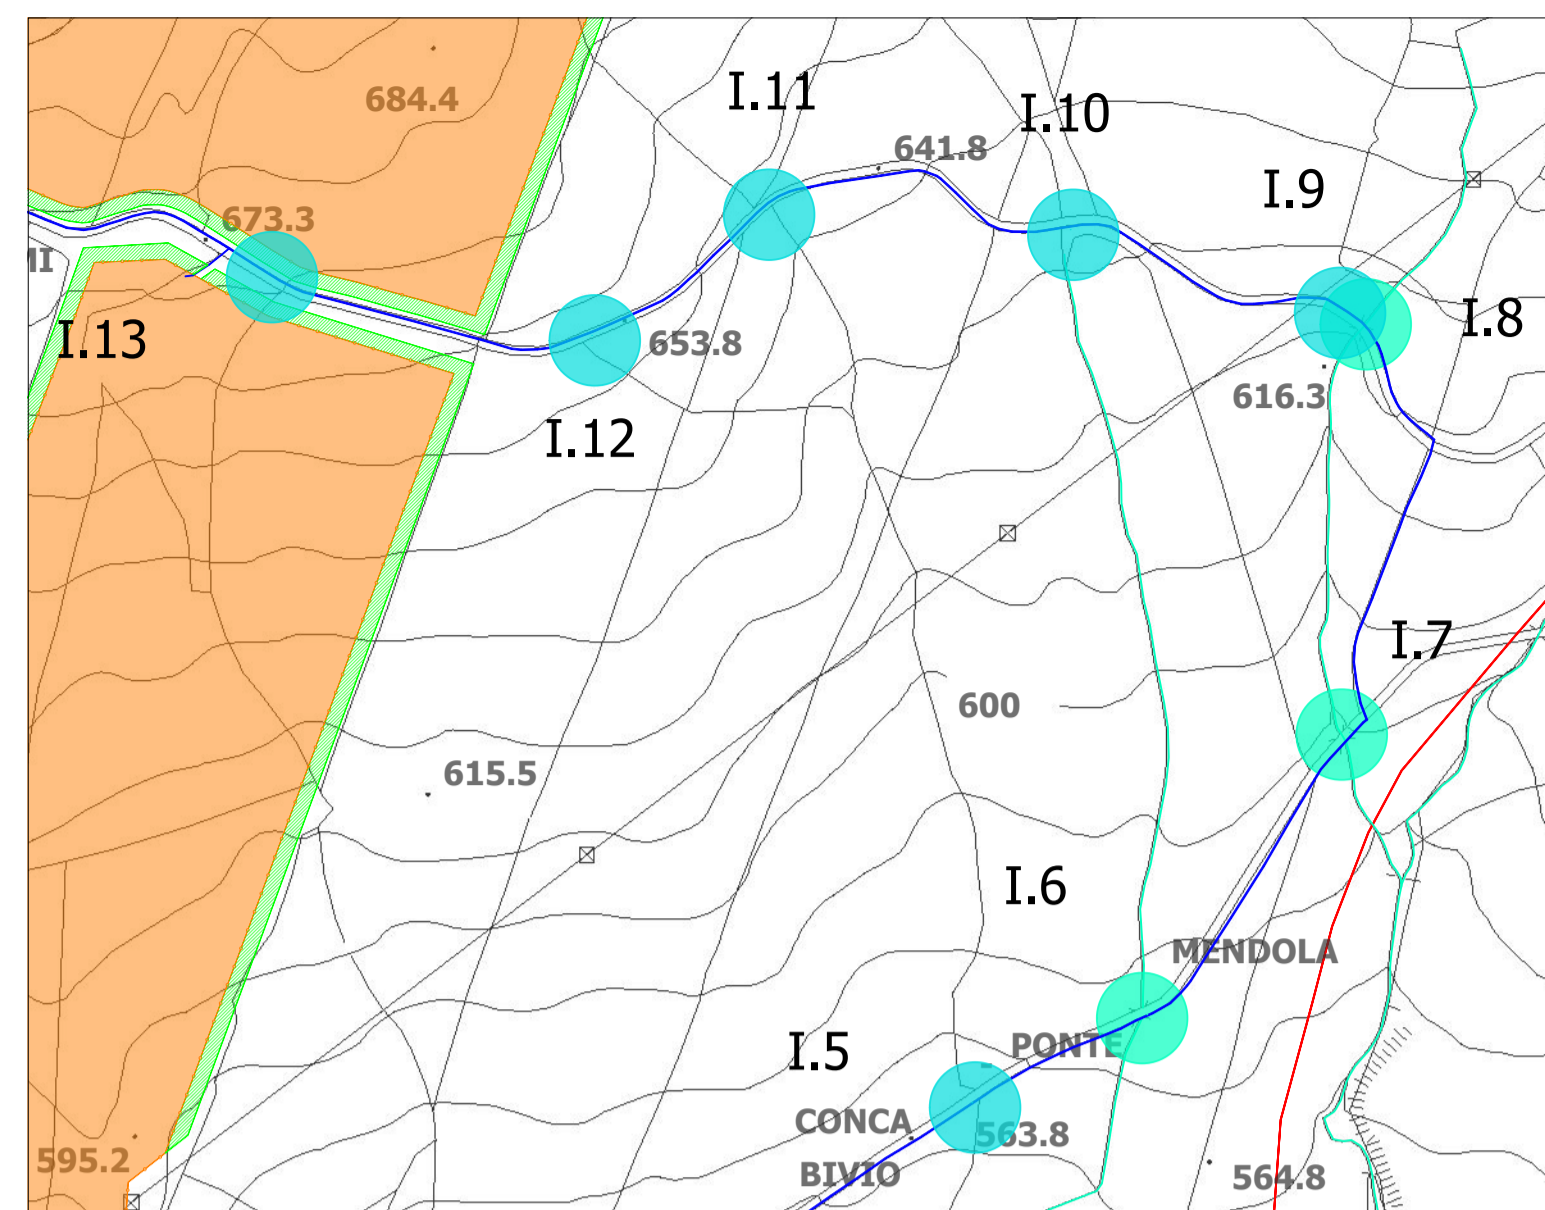 I.11
684.4
I.10
641.8
I.9
673.3
MI
I.8
I.13
653.8
616.3
I.12
I.7
600
615.5
I.6
MENDOLA
I.5
PONTE
CONCA
563.8
595.2
BIVIO
564.8